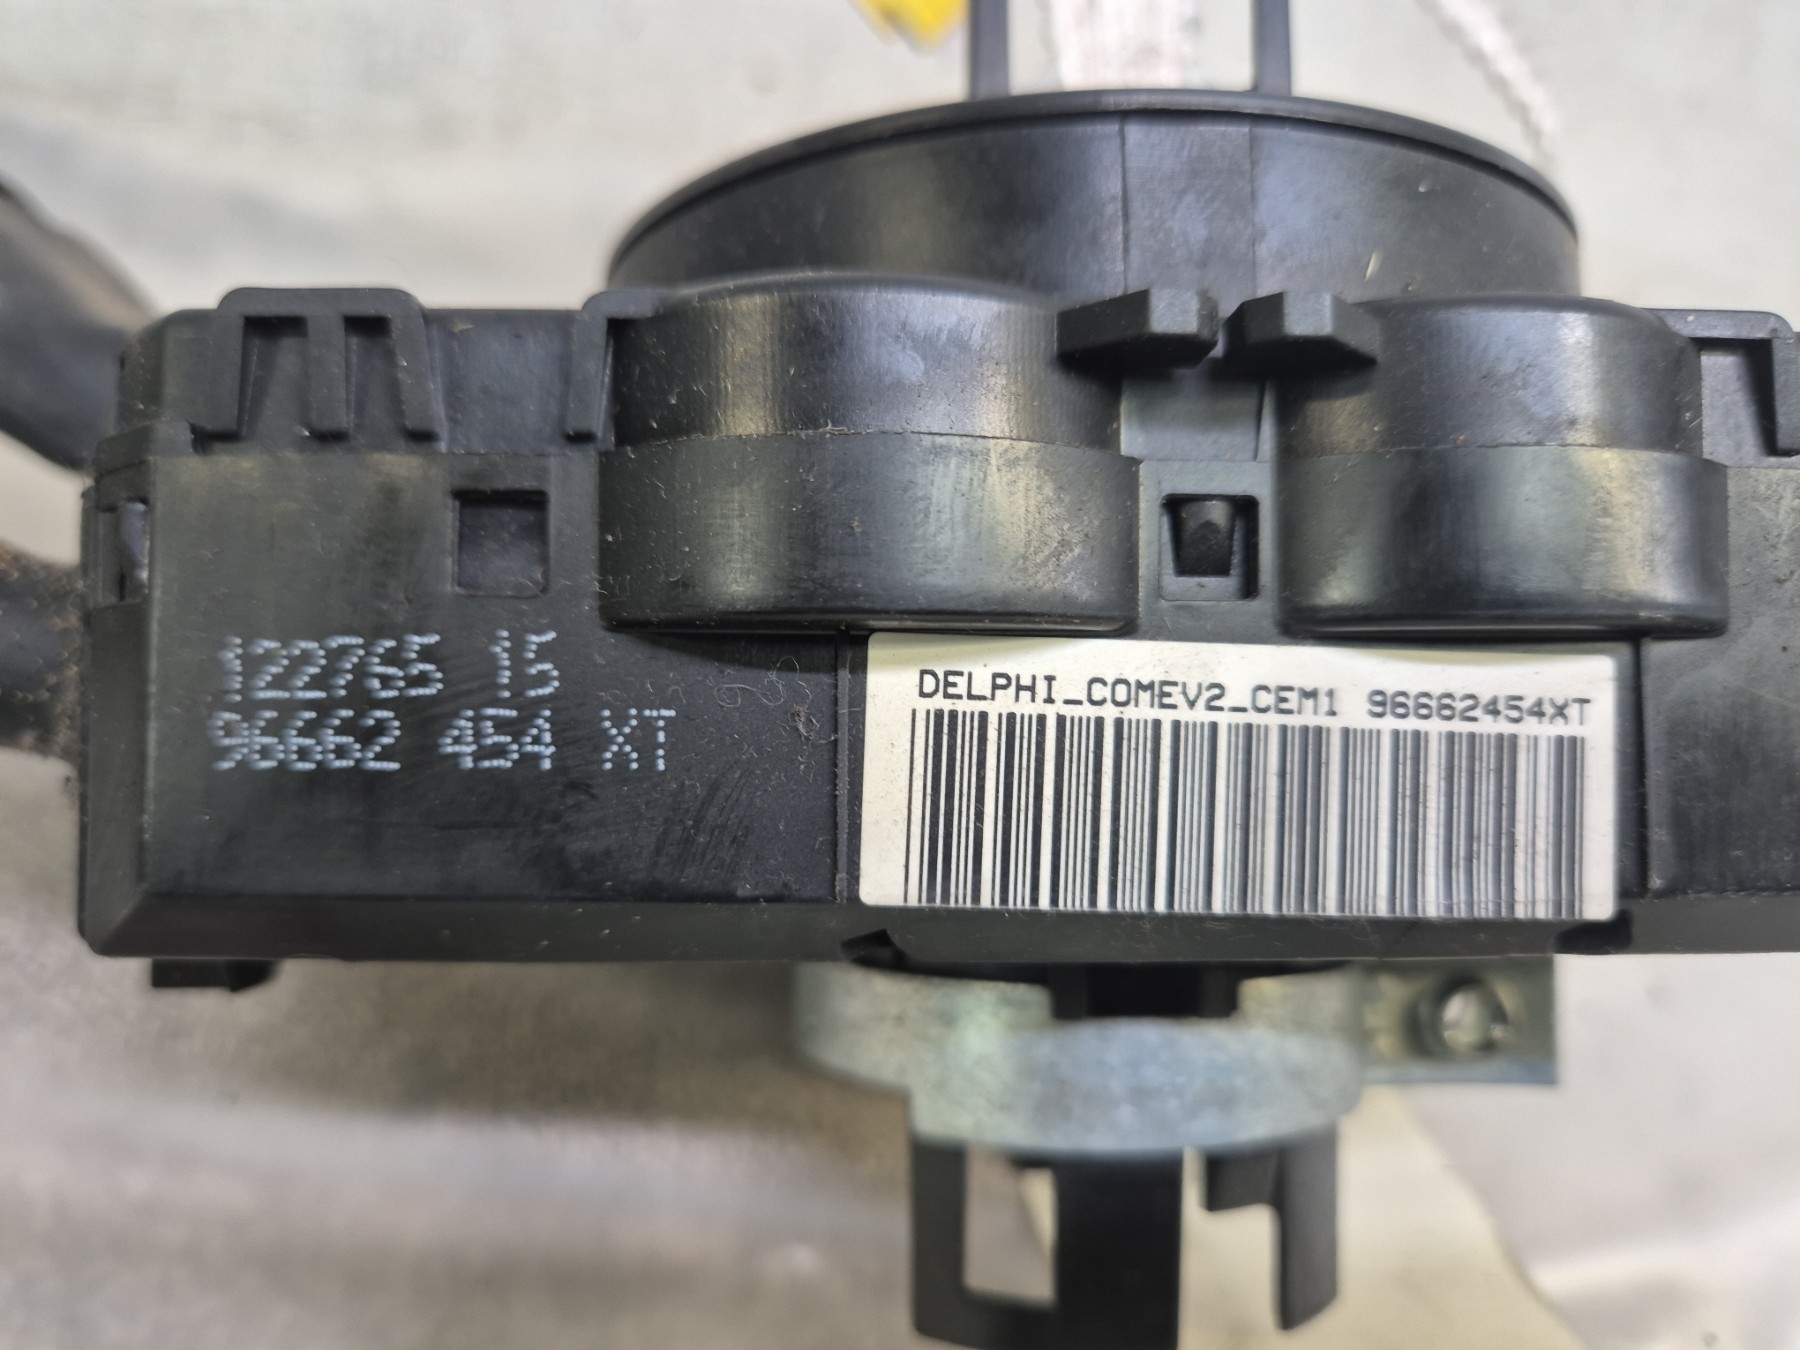 122765 15
96662 454 XT
DELPHI_COMEV2_CEM1 96662454XT